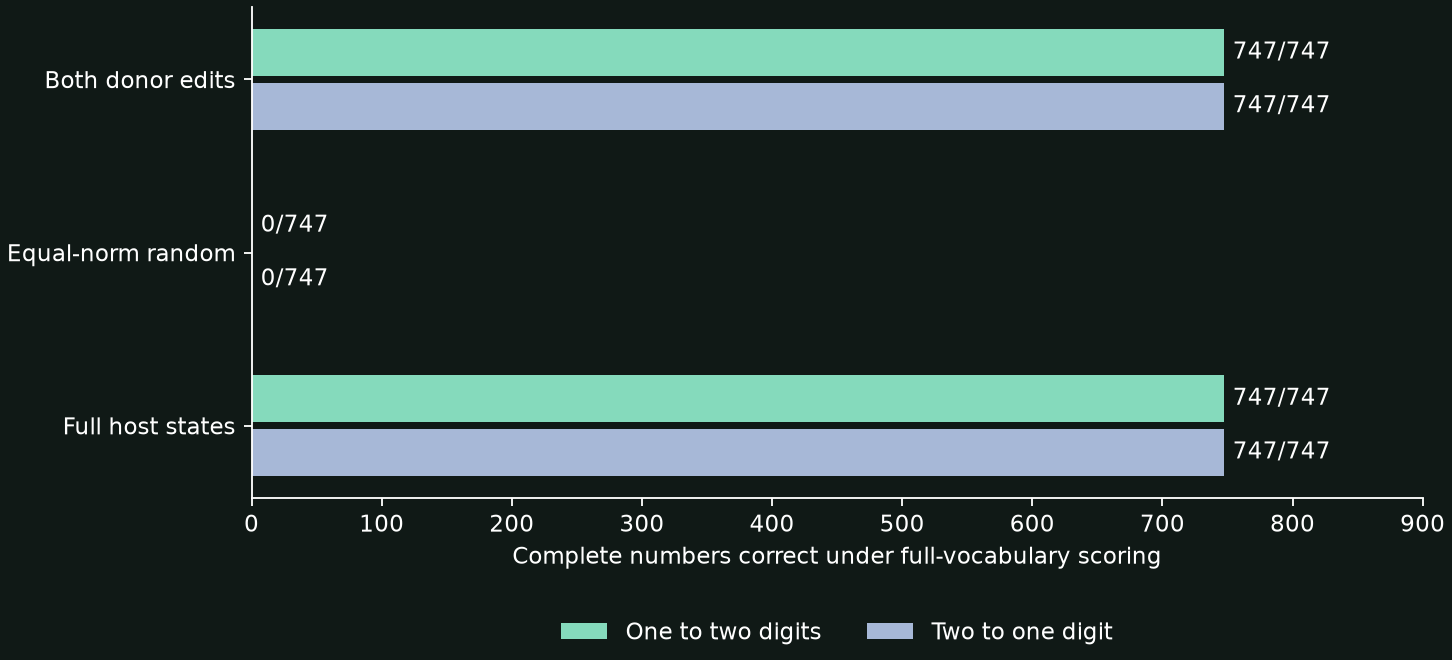 747/747
Both donor edits
747/747
0/747
Equal-norm random
0/747
747/747
Full host states
747/747
0 100 200 300 400 500 600 700 800 900
Complete numbers correct under full-vocabulary scoring
One to two digits Two to one digit